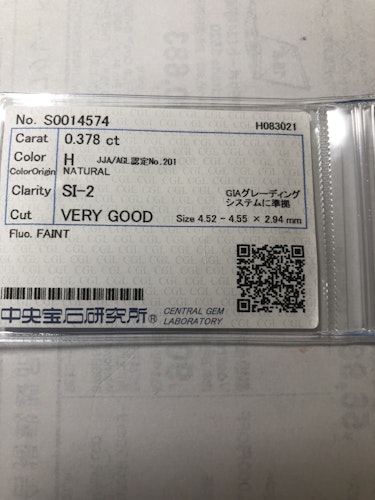 No. S0014574 H083021
Carat 0.378 ct
Color H JJA/AGL認定No.201
ColorOrigin NATURAL
Clarity SI-2 GIAグレーディング
システムに準拠
Cut VERY GOOD Size 4.52 - 4.55 × 2.94 mm
Fluo. FAINT
中央宝石研究所® CENTRAL GEM
LABORATORY